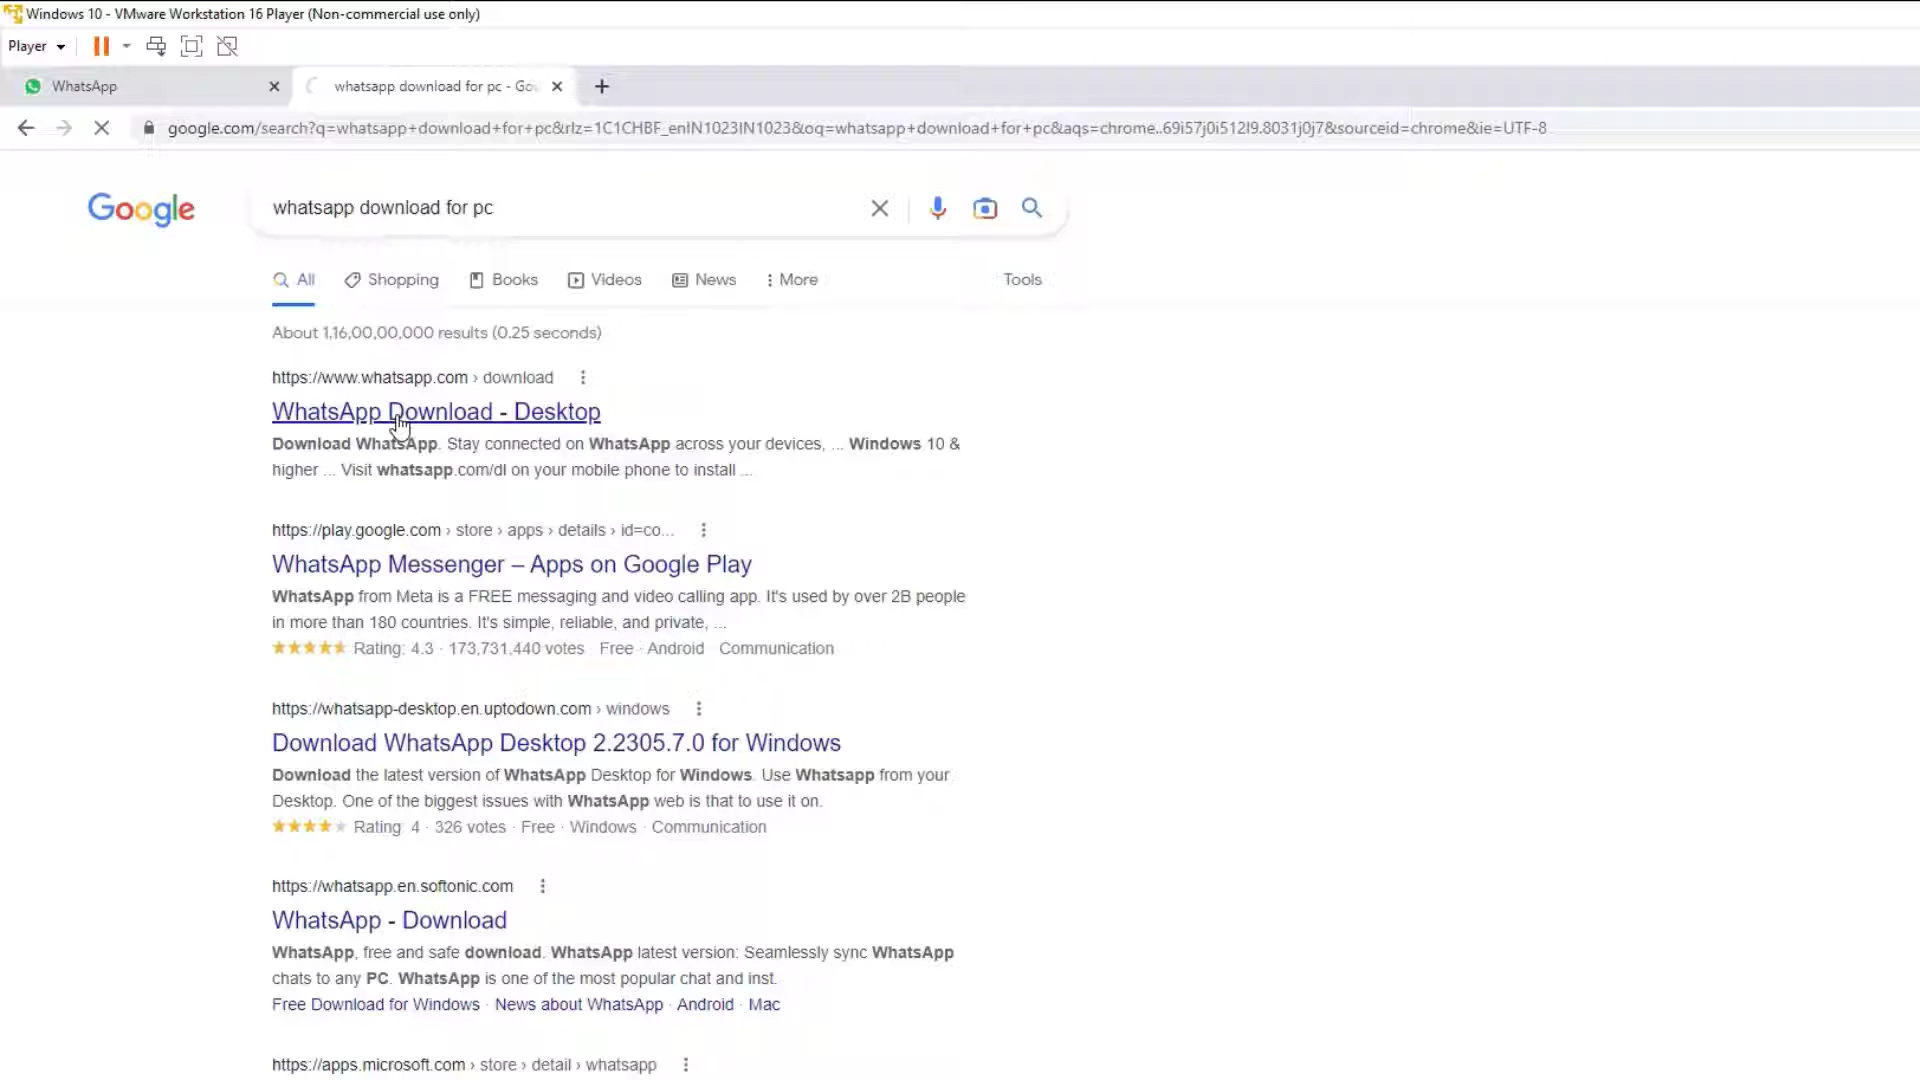 Windows 10 - VMware Workstation 16 Player (Non-commercial use only)
Player
WhatsApp
whatsapp download for pc - Goo
google.com/search?q=whatsapp+download+for+pc&rlz=1C1CHBF_enIN1023IN1023&oq=whatsapp+download+for+pc&aqs=chrome..69i57j0i512l9.8031j0j7&sourceid=chrome&ie=UTF-8
Google
whatsapp download for pc
All
Shopping
Books
Videos
News
More
Tools
About 1,16,00,00,000 results (0.25 seconds)
https://www.whatsapp.com › download
WhatsApp Download - Desktop
Download WhatsApp. Stay connected on WhatsApp across your devices, ... Windows 10 &
higher ... Visit whatsapp.com/dl on your mobile phone to install ...
https://play.google.com › store › apps › details › id=co...
WhatsApp Messenger – Apps on Google Play
WhatsApp from Meta is a FREE messaging and video calling app. It's used by over 2B people
in more than 180 countries. It's simple, reliable, and private, ...
Rating: 4.3 · 173,731,440 votes · Free · Android · Communication
https://whatsapp-desktop.en.uptodown.com › windows
Download WhatsApp Desktop 2.2305.7.0 for Windows
Download the latest version of WhatsApp Desktop for Windows. Use Whatsapp from your
Desktop. One of the biggest issues with WhatsApp web is that to use it on.
Rating: 4 · 326 votes · Free · Windows · Communication
https://whatsapp.en.softonic.com
WhatsApp - Download
WhatsApp, free and safe download. WhatsApp latest version: Seamlessly sync WhatsApp
chats to any PC. WhatsApp is one of the most popular chat and inst.
Free Download for Windows · News about WhatsApp · Android · Mac
https://apps.microsoft.com › store › detail › whatsapp